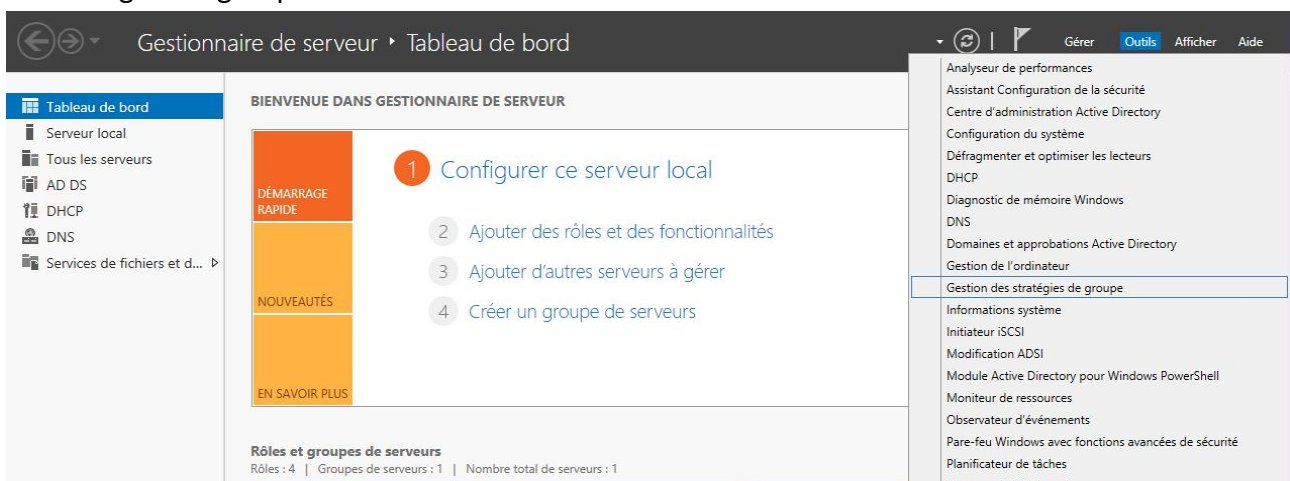 Gestionnaire de serveur ‣ Tableau de bord
Gérer Outils Afficher Aide
Tableau de bord
Serveur local
Tous les serveurs
AD DS
DHCP
DNS
Services de fichiers et d...
BIENVENUE DANS GESTIONNAIRE DE SERVEUR
DÉMARRAGE
RAPIDE
NOUVEAUTÉS
EN SAVOIR PLUS
1 Configurer ce serveur local
2 Ajouter des rôles et des fonctionnalités
3 Ajouter d'autres serveurs à gérer
4 Créer un groupe de serveurs
Rôles et groupes de serveurs
Rôles : 4 | Groupes de serveurs : 1 | Nombre total de serveurs : 1
Analyseur de performances
Assistant Configuration de la sécurité
Centre d'administration Active Directory
Configuration du système
Défragmenter et optimiser les lecteurs
DHCP
Diagnostic de mémoire Windows
DNS
Domaines et approbations Active Directory
Gestion de l'ordinateur
Gestion des stratégies de groupe
Informations système
Initiateur iSCSI
Modification ADSI
Module Active Directory pour Windows PowerShell
Moniteur de ressources
Observateur d'événements
Pare-feu Windows avec fonctions avancées de sécurité
Planificateur de tâches